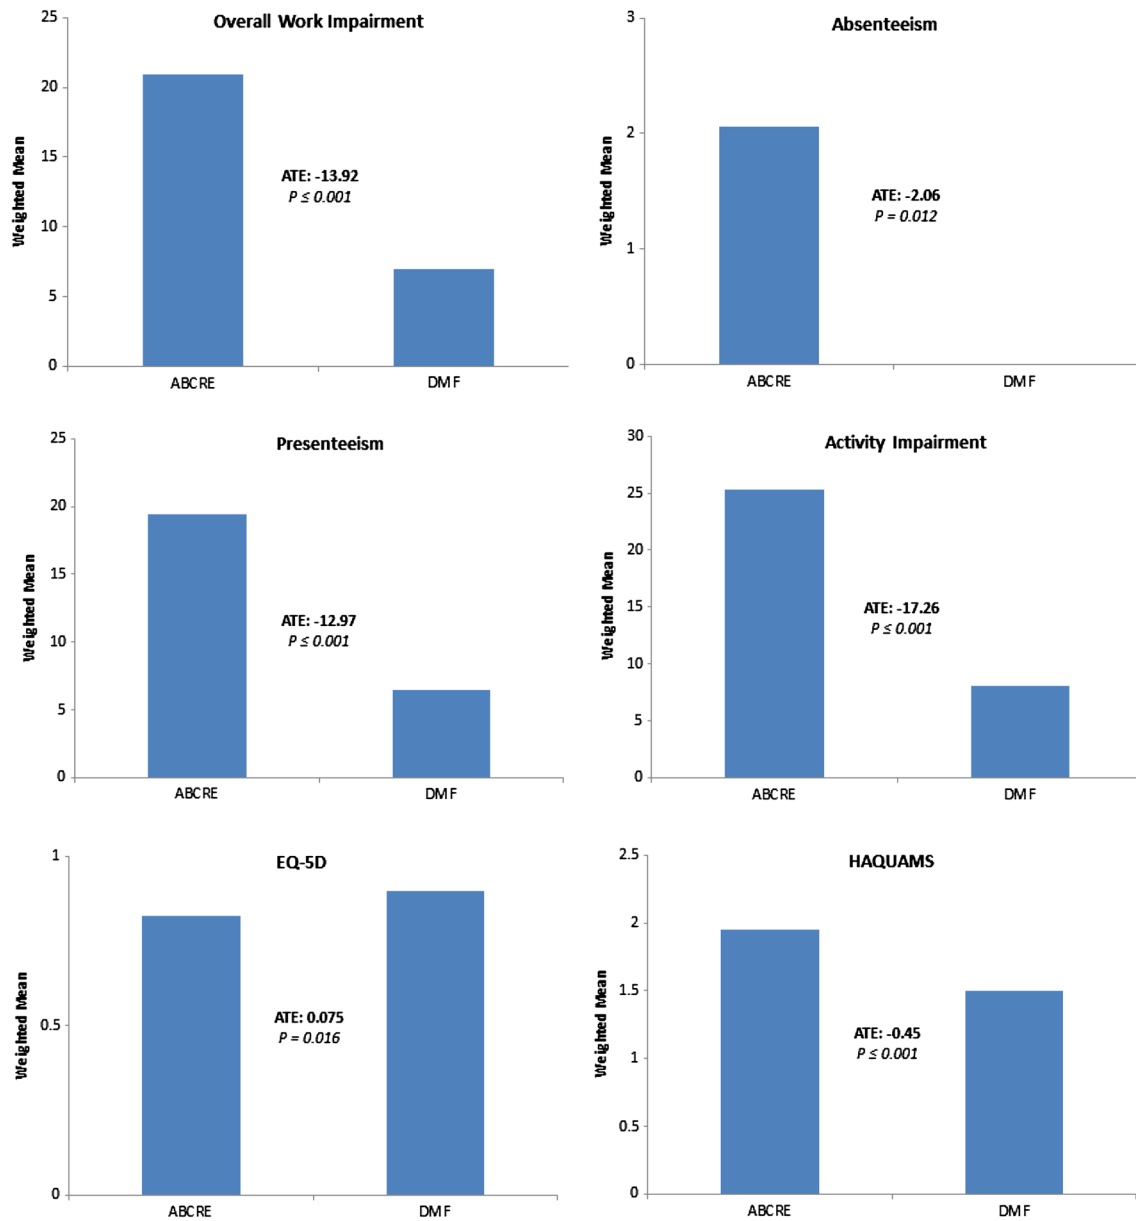 Overall Work Impairment
Weighted Mean
25
20
15
10
5
0
ATE: -13.92
P ≤ 0.001
ABCRE
DMF
Absenteeism
Weighted Mean
3
2
1
0
ATE: -2.06
P = 0.012
ABCRE
DMF
Presenteeism
Weighted Mean
25
20
15
10
5
0
ATE: -12.97
P ≤ 0.001
ABCRE
DMF
Activity Impairment
Weighted Mean
30
25
20
15
10
5
0
ATE: -17.26
P ≤ 0.001
ABCRE
DMF
EQ-5D
Weighted Mean
1
0.5
0
ATE: 0.075
P = 0.016
ABCRE
DMF
HAQUAMS
Weighted Mean
2.5
2
1.5
1
0.5
0
ATE: -0.45
P ≤ 0.001
ABCRE
DMF